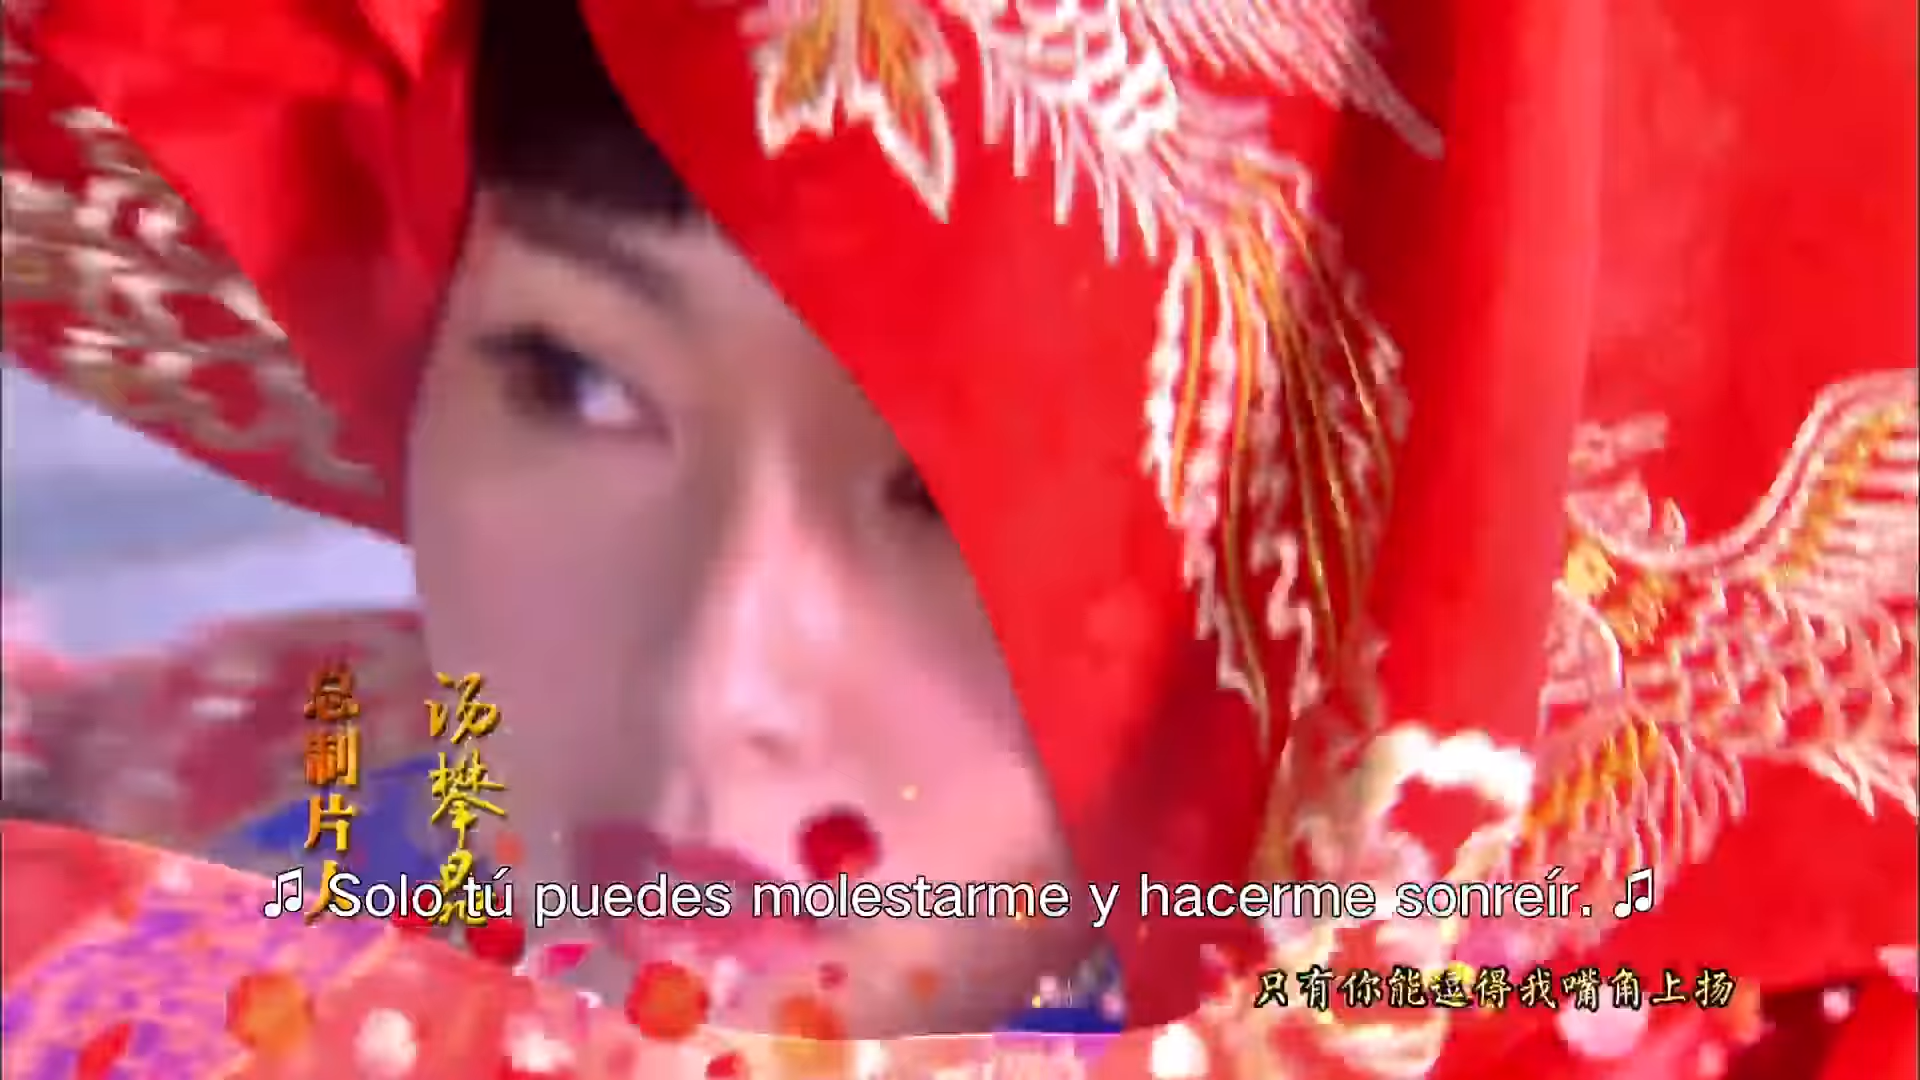 总制片人
汤攀晶
♫ Solo tú puedes molestarme y hacerme sonreír. ♫
只有你能逗得我嘴角上扬